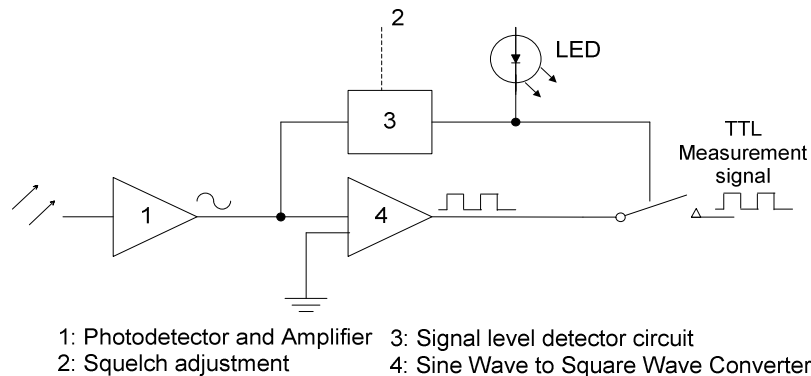 2
LED
3
TTL
Measurement
signal
1
4
1: Photodetector and Amplifier
2: Squelch adjustment
3: Signal level detector circuit
4: Sine Wave to Square Wave Converter